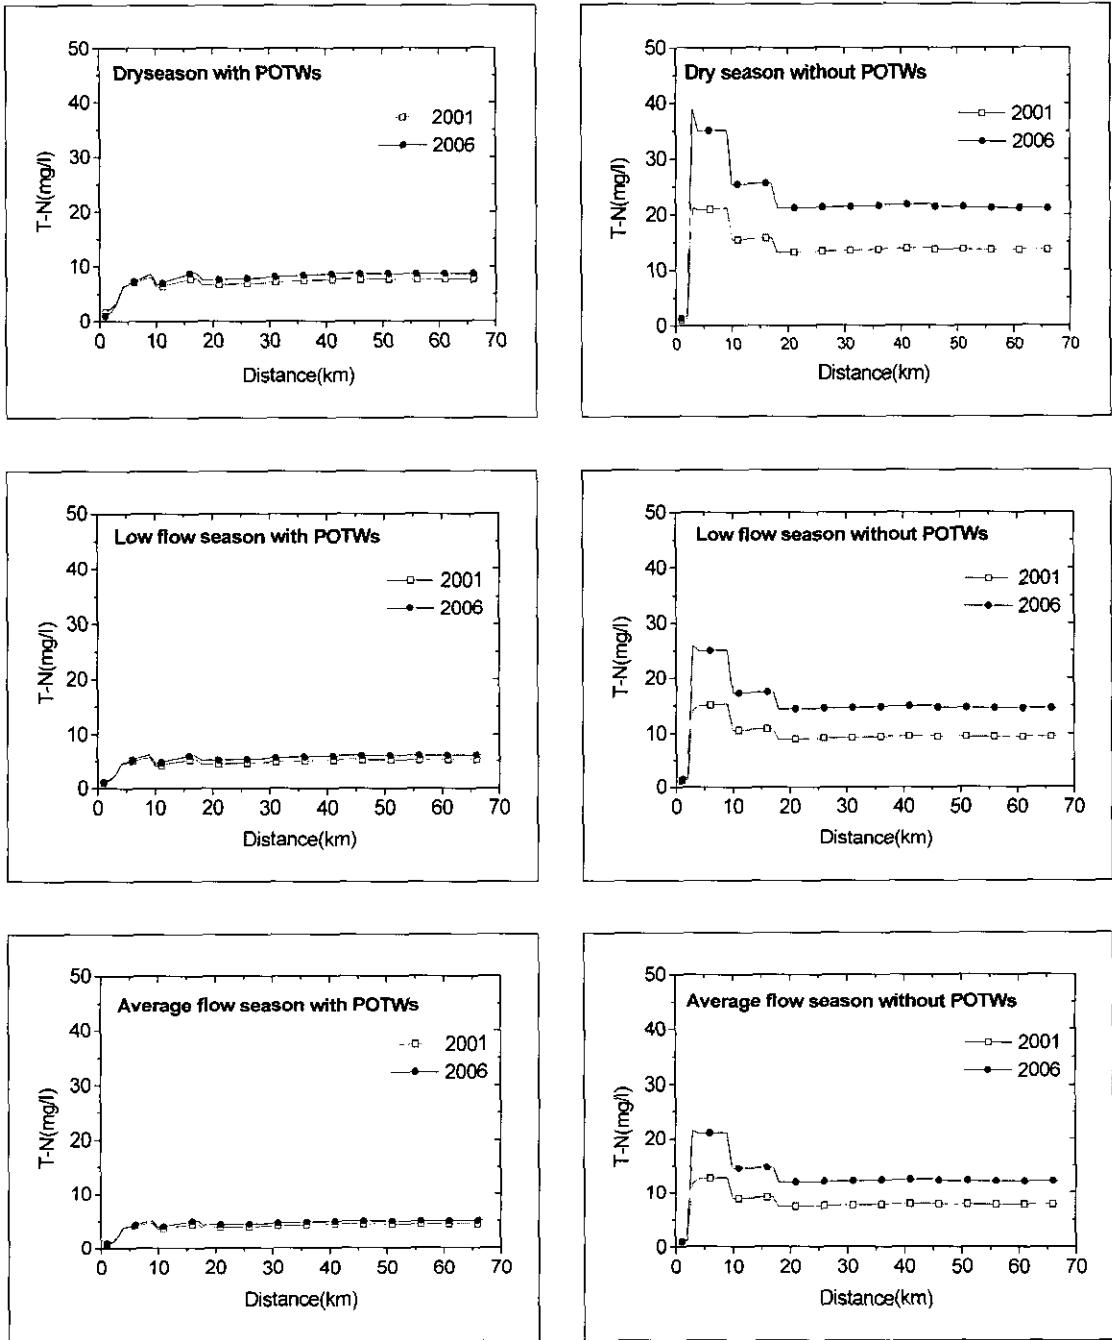 Dryseason with POTWs
2001
2006
50
40
30
20
10
0
T-N(mg/l)
0 10 20 30 40 50 60 70
Distance(km)
Dry season without POTWs
2001
2006
50
40
30
20
10
0
T-N(mg/l)
0 10 20 30 40 50 60 70
Distance(km)
Low flow season with POTWs
2001
2006
50
40
30
20
10
0
T-N(mg/l)
0 10 20 30 40 50 60 70
Distance(km)
Low flow season without POTWs
2001
2006
50
40
30
20
10
0
T-N(mg/l)
0 10 20 30 40 50 60 70
Distance(km)
Average flow season with POTWs
2001
2006
50
40
30
20
10
0
T-N(mg/l)
0 10 20 30 40 50 60 70
Distance(km)
Average flow season without POTWs
2001
2006
50
40
30
20
10
0
T-N(mg/l)
0 10 20 30 40 50 60 70
Distance(km)